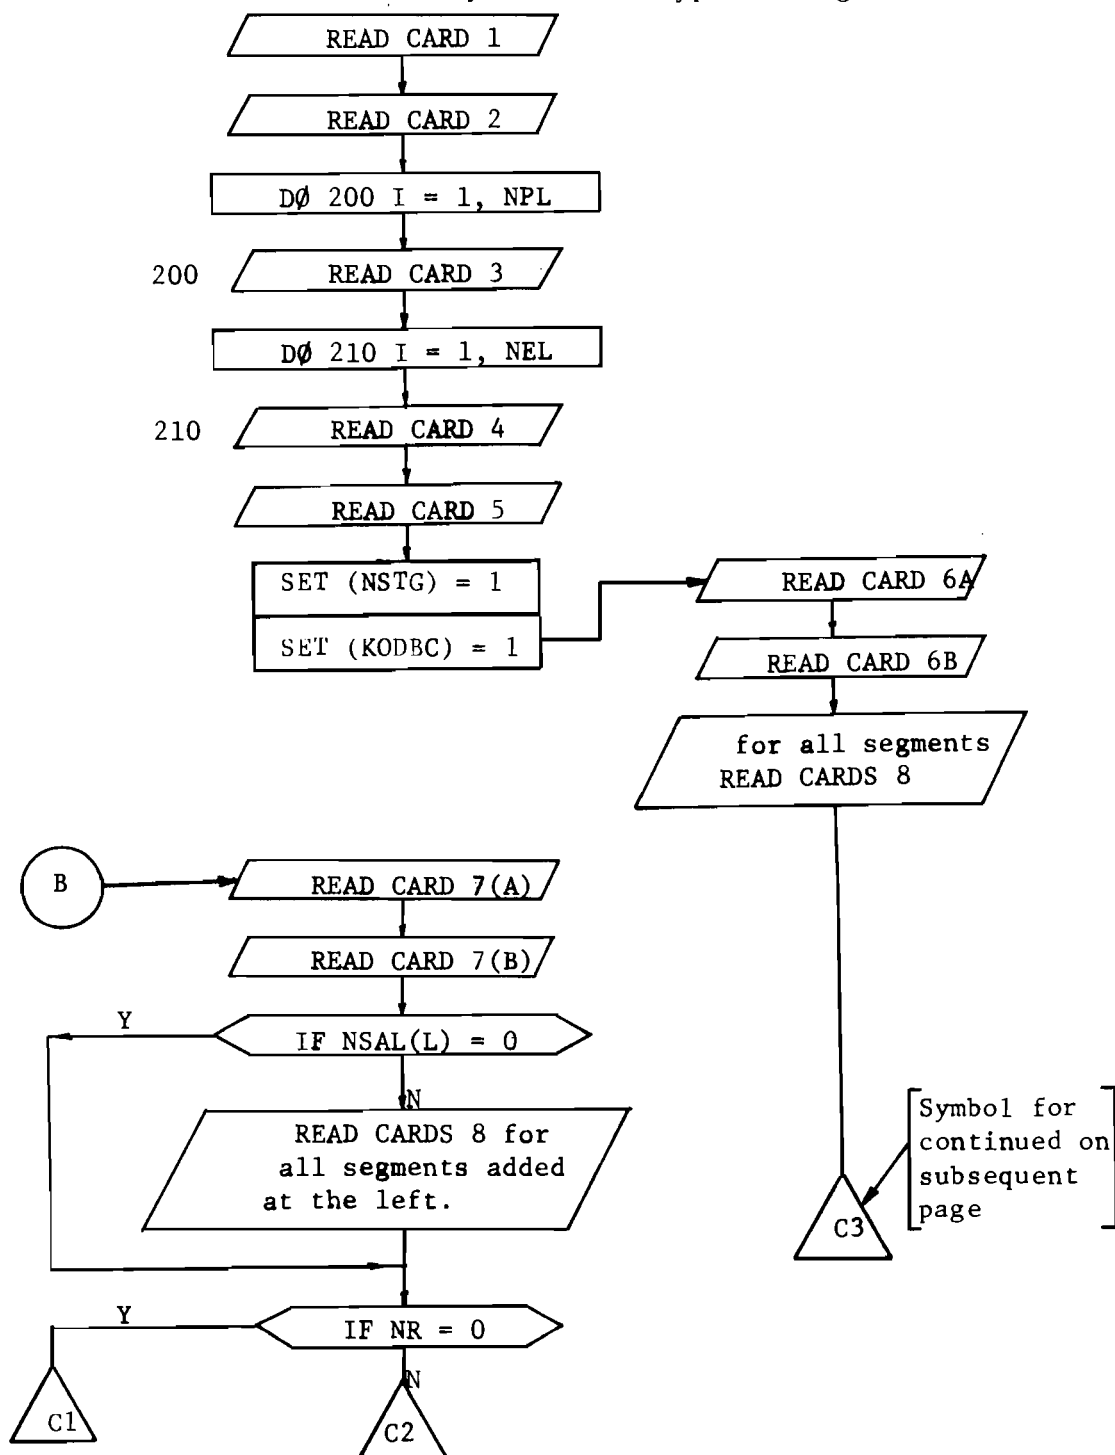 READ CARD 1
READ CARD 2
DØ 200 I = 1, NPL
200 READ CARD 3
DØ 210 I = 1, NEL
210 READ CARD 4
READ CARD 5
SET (NSTG) = 1
SET (KODBC) = 1
READ CARD 6A
READ CARD 6B
for all segments
READ CARDS 8
B
READ CARD 7(A)
READ CARD 7(B)
Y
IF NSAL(L) = 0
N
READ CARDS 8 for
all segments added
at the left.
Y
IF NR = 0
N
C1
C2
C3
Symbol for
continued on
subsequent
page